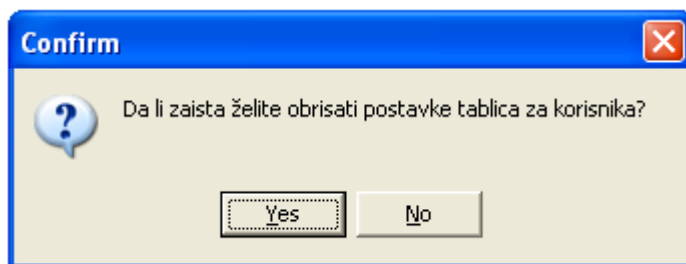 Confirm
Da li zaista želite obrisati postavke tablica za korisnika?
Yes
No